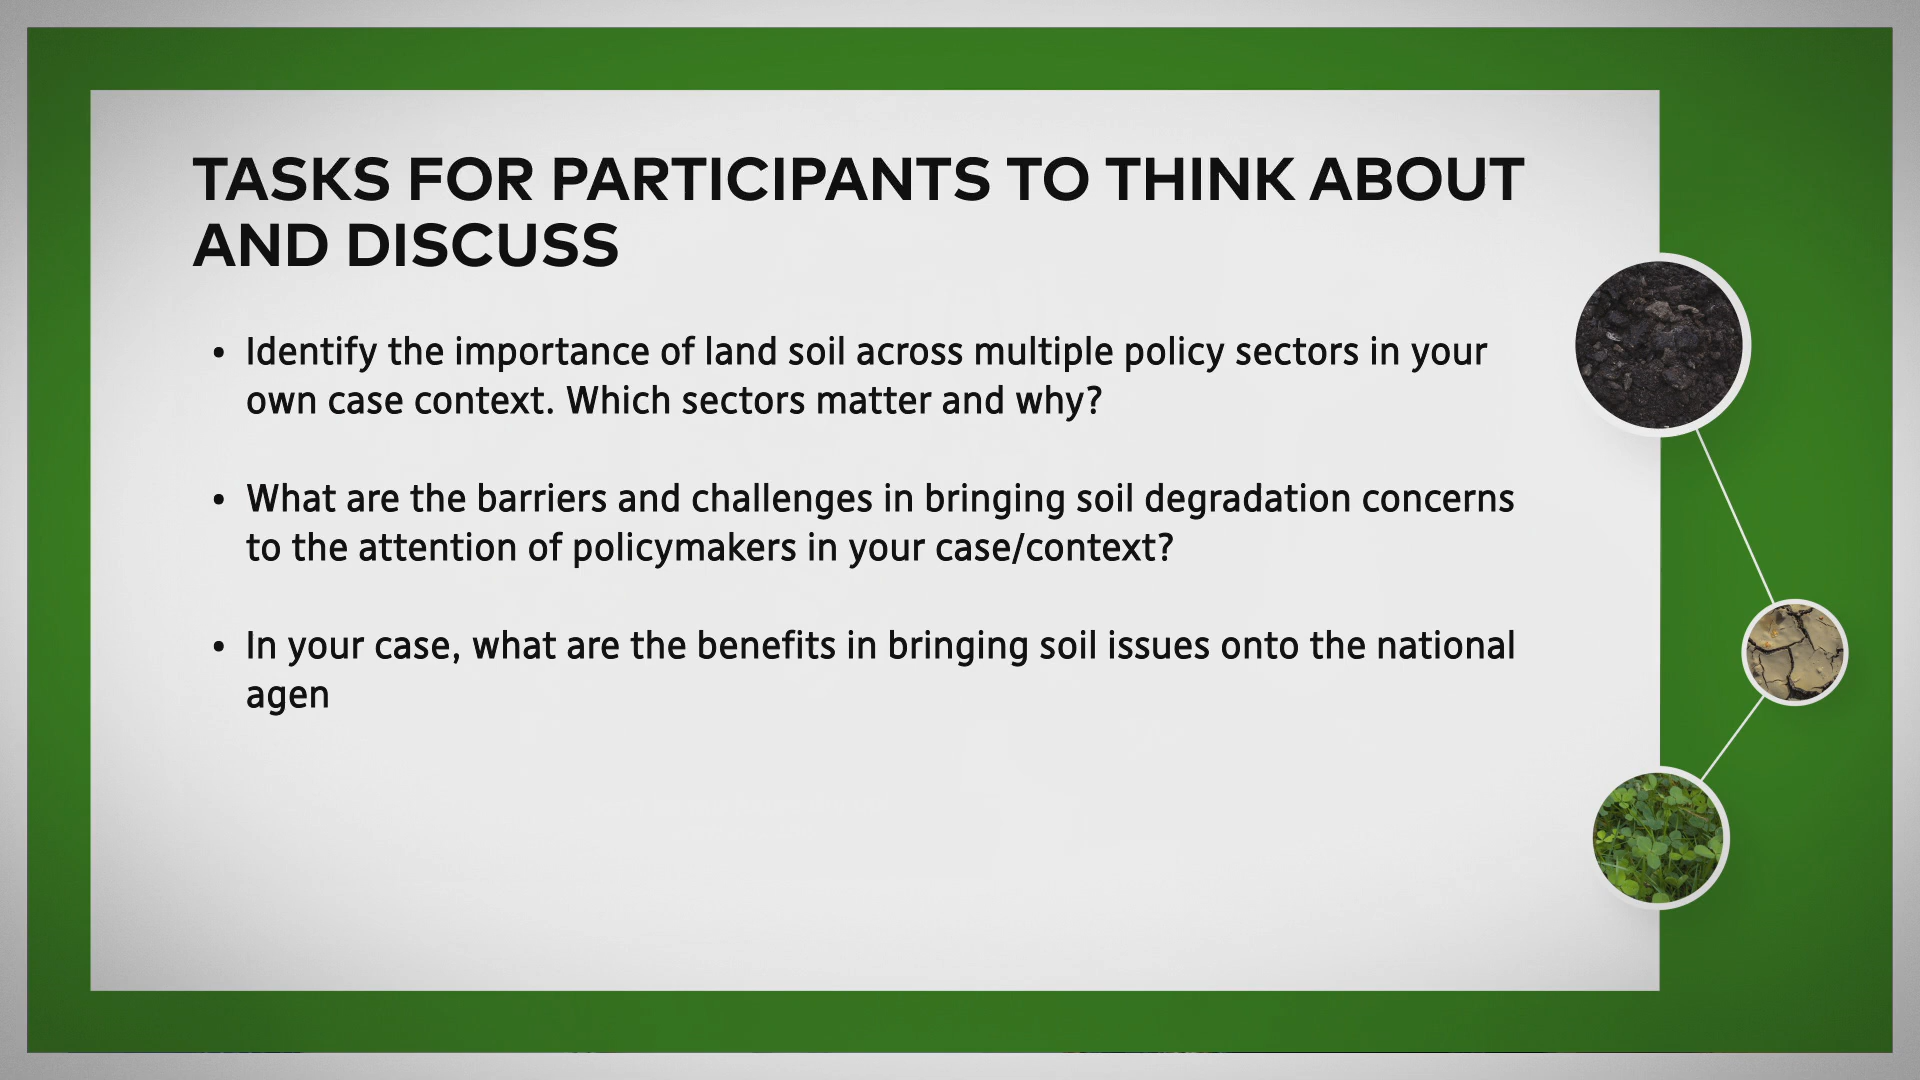 TASKS FOR PARTICIPANTS TO THINK ABOUT
AND DISCUSS
• Identify the importance of land soil across multiple policy sectors in your
own case context. Which sectors matter and why?
• What are the barriers and challenges in bringing soil degradation concerns
to the attention of policymakers in your case/context?
• In your case, what are the benefits in bringing soil issues onto the national
agen